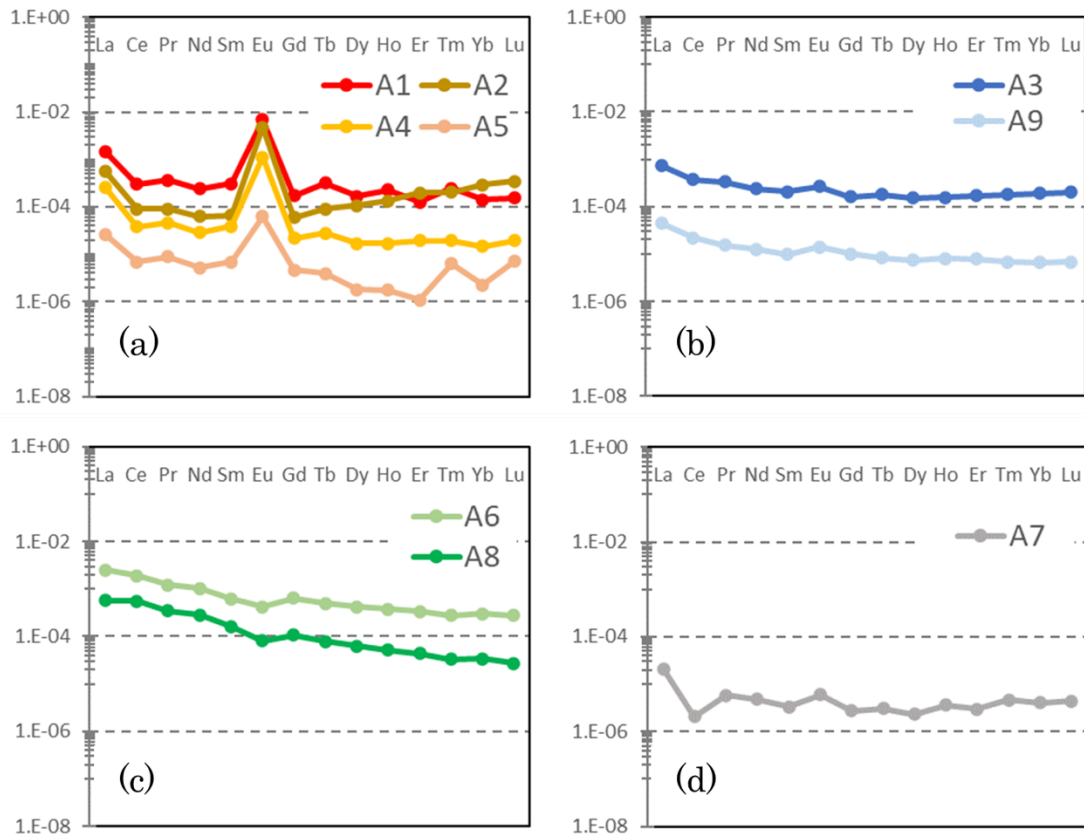 1.E+00
La Ce Pr Nd Sm Eu Gd Tb Dy Ho Er Tm Yb Lu
A1 A2
1.E-02
A4 A5
1.E-04
1.E-06
(a)
1.E-08
1.E+00
La Ce Pr Nd Sm Eu Gd Tb Dy Ho Er Tm Yb Lu
A3
1.E-02
A9
1.E-04
1.E-06
(b)
1.E-08
1.E+00
La Ce Pr Nd Sm Eu Gd Tb Dy Ho Er Tm Yb Lu
A6
1.E-02
A8
1.E-04
1.E-06
(c)
1.E-08
1.E+00
La Ce Pr Nd Sm Eu Gd Tb Dy Ho Er Tm Yb Lu
A7
1.E-02
1.E-04
1.E-06
(d)
1.E-08